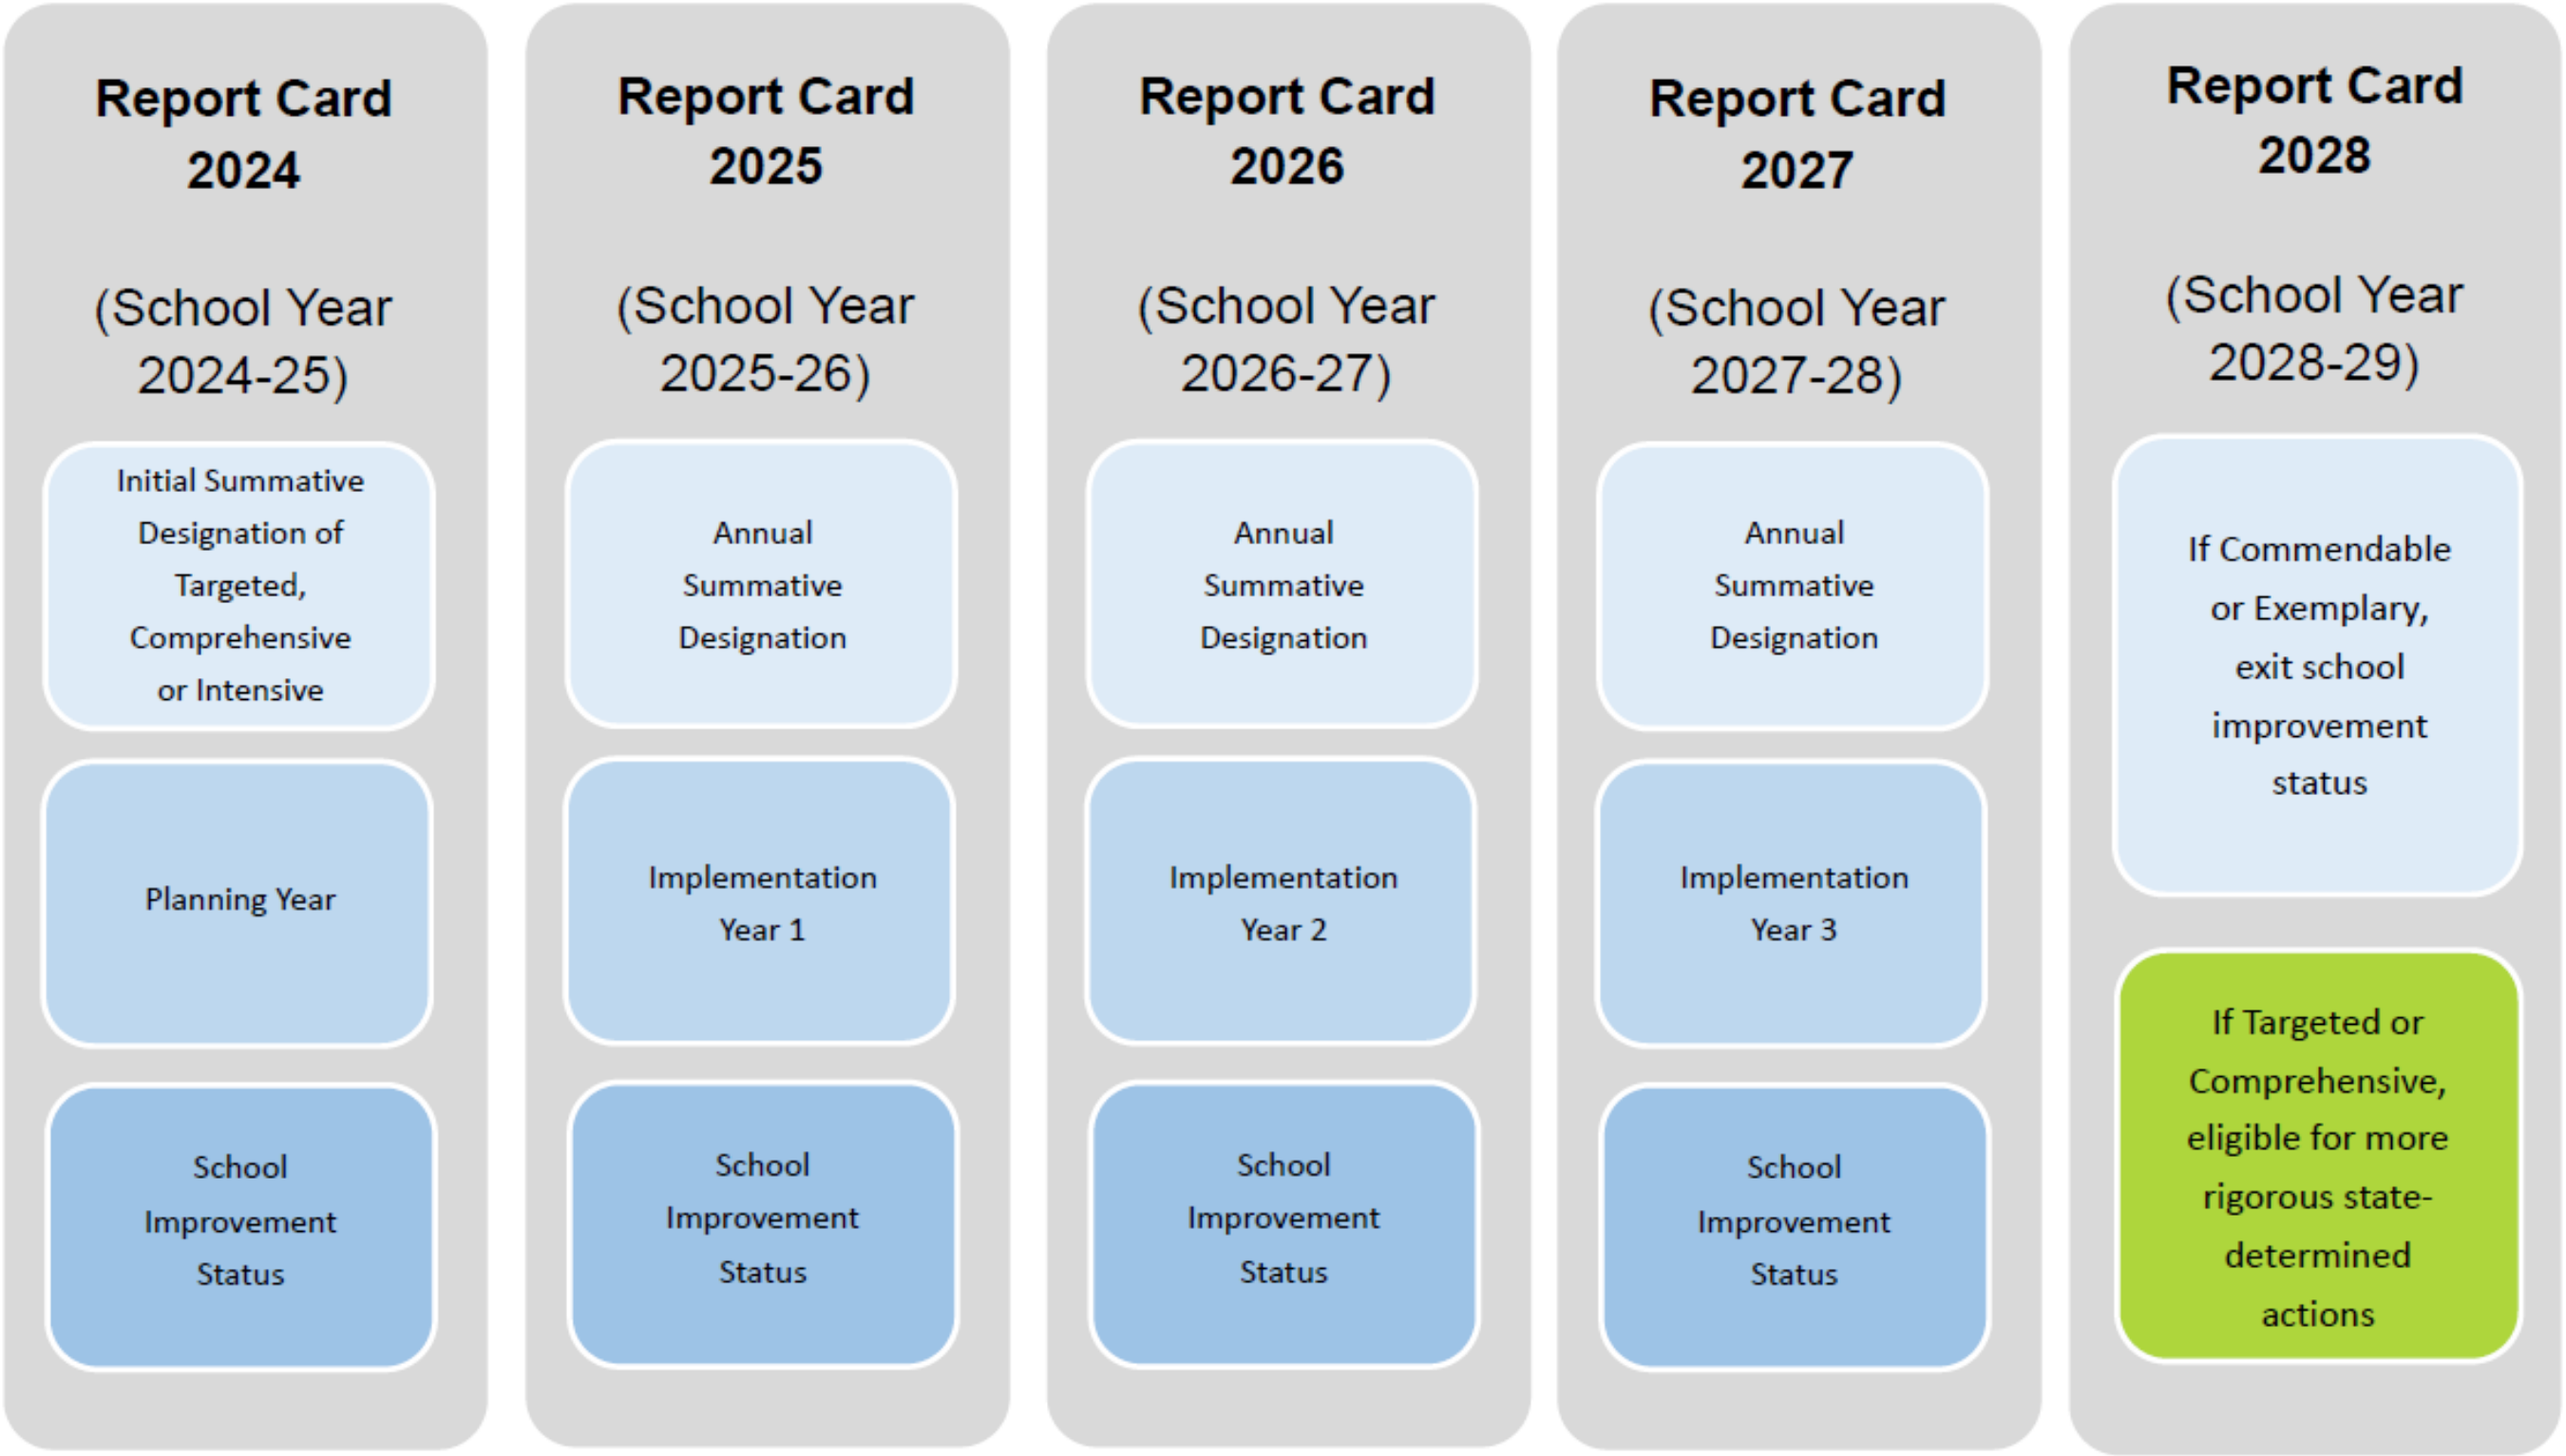 Report Card
2024
(School Year
2024-25)
Initial Summative
Designation of
Targeted,
Comprehensive
or Intensive
Planning Year
School
Improvement
Status
Report Card
2025
(School Year
2025-26)
Annual
Summative
Designation
Implementation
Year 1
School
Improvement
Status
Report Card
2026
(School Year
2026-27)
Annual
Summative
Designation
Implementation
Year 2
School
Improvement
Status
Report Card
2027
(School Year
2027-28)
Annual
Summative
Designation
Implementation
Year 3
School
Improvement
Status
Report Card
2028
(School Year
2028-29)
If Commendable
or Exemplary,
exit school
improvement
status
If Targeted or
Comprehensive,
eligible for more
rigorous state-
determined
actions